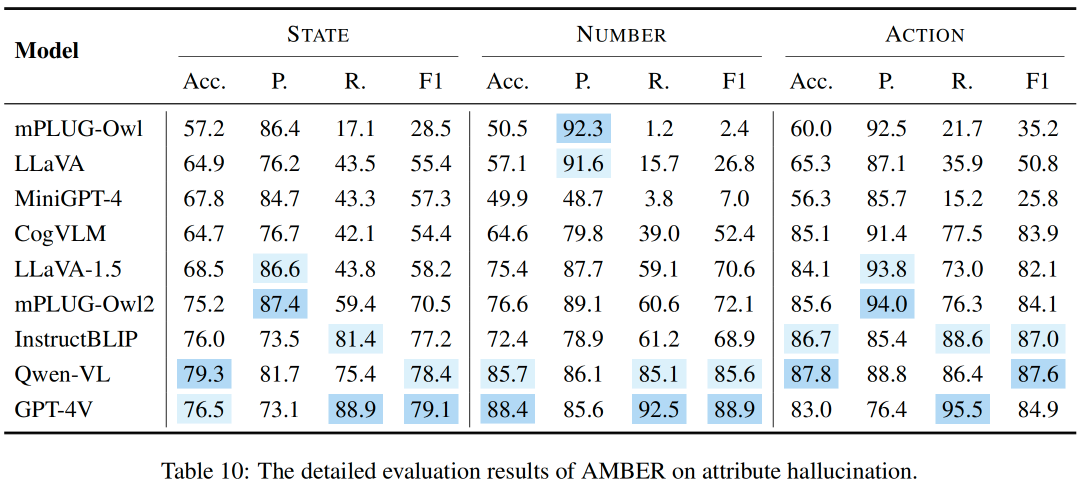 Model STATE NUMBER ACTION
Acc. P. R. F1 Acc. P. R. F1 Acc. P. R. F1
mPLUG-Owl 57.2 86.4 17.1 28.5 50.5 92.3 1.2 2.4 60.0 92.5 21.7 35.2
LLaVA 64.9 76.2 43.5 55.4 57.1 91.6 15.7 26.8 65.3 87.1 35.9 50.8
MiniGPT-4 67.8 84.7 43.3 57.3 49.9 48.7 3.8 7.0 56.3 85.7 15.2 25.8
CogVLM 64.7 76.7 42.1 54.4 64.6 79.8 39.0 52.4 85.1 91.4 77.5 83.9
LLaVA-1.5 68.5 86.6 43.8 58.2 75.4 87.7 59.1 70.6 84.1 93.8 73.0 82.1
mPLUG-Owl2 75.2 87.4 59.4 70.5 76.6 89.1 60.6 72.1 85.6 94.0 76.3 84.1
InstructBLIP 76.0 73.5 81.4 77.2 72.4 78.9 61.2 68.9 86.7 85.4 88.6 87.0
Qwen-VL 79.3 81.7 75.4 78.4 85.7 86.1 85.1 85.6 87.8 88.8 86.4 87.6
GPT-4V 76.5 73.1 88.9 79.1 88.4 85.6 92.5 88.9 83.0 76.4 95.5 84.9
Table 10: The detailed evaluation results of AMBER on attribute hallucination.